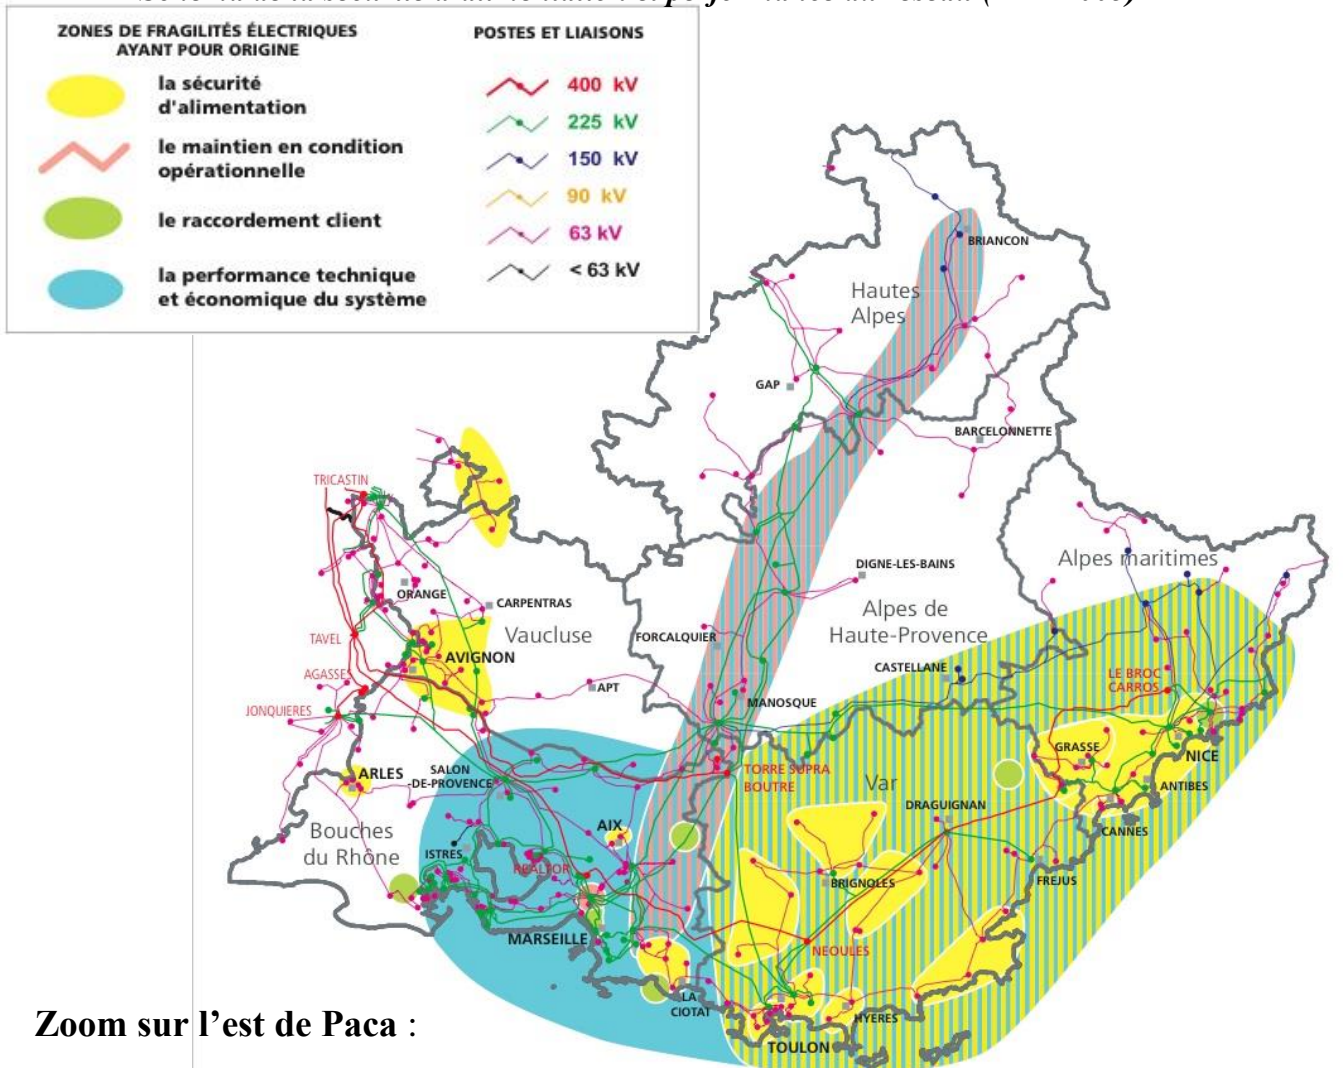 ZONES DE FRAGILITÉS ÉLECTRIQUES
AYANT POUR ORIGINE
la sécurité
d'alimentation
le maintien en condition
opérationnelle
le raccordement client
la performance technique
et économique du système
POSTES ET LIAISONS
400 kV
225 kV
150 kV
90 kV
63 kV
< 63 kV
BRIANCON
Hautes
Alpes
GAP
BARCELONNETTE
TRICASTIN
DIGNE-LES-BAINS
Alpes maritimes
ORANGE
CARPENTRAS
Vaucluse
Alpes de
Haute-Provence
FORCALQUIER
TAVEL
AVIGNON
CASTELLANE
AGASSES
APT
LE BROC
CARROS
JONQUIERES
MANOSQUE
GRASSE
NICE
ARLES
SALON
-DE-PROVENCE
TORRE SUPRA
BOUTRE
Var
ANTIBES
DRAGUIGNAN
CANNES
Bouches
du Rhône
AIX
ISTRES
REALTOR
BRIGNOLES
FREJUS
MARSEILLE
NEOULES
LA
CIOTAT
HYERES
TOULON
Zoom sur l'est de Paca :